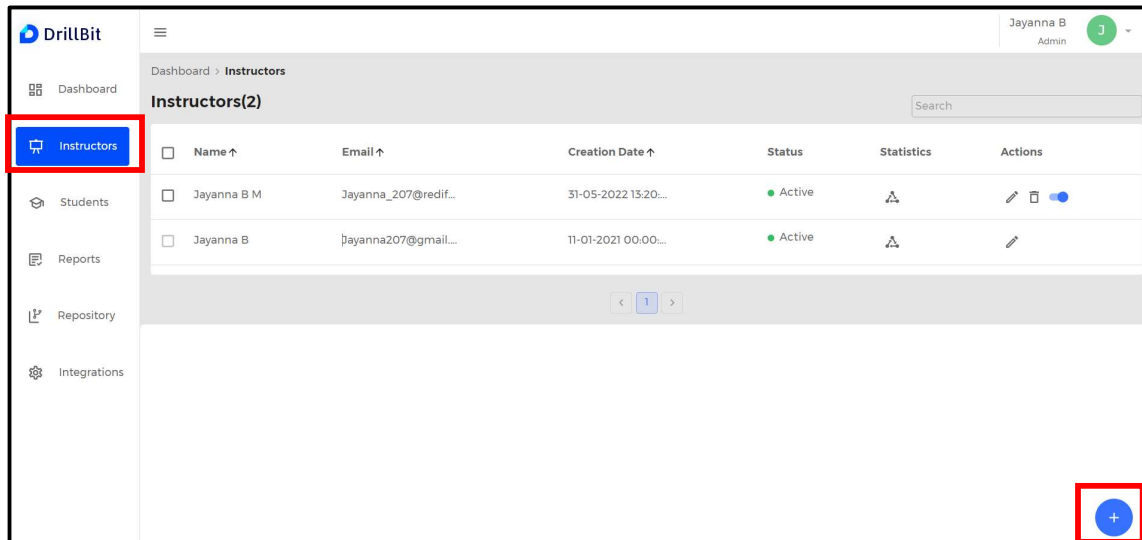 DrillBit
Jayanna B
J
Admin
Dashboard
Instructors
Students
Reports
Repository
Integrations
Dashboard > Instructors
Instructors(2)
Search
Name↑ Email↑ Creation Date↑ Status Statistics Actions
Jayanna B M Jayanna_207@redif... 31-05-2022 13:20:... Active
Jayanna B Jayanna207@gmail.... 11-01-2021 00:00:... Active
< 1 >
+